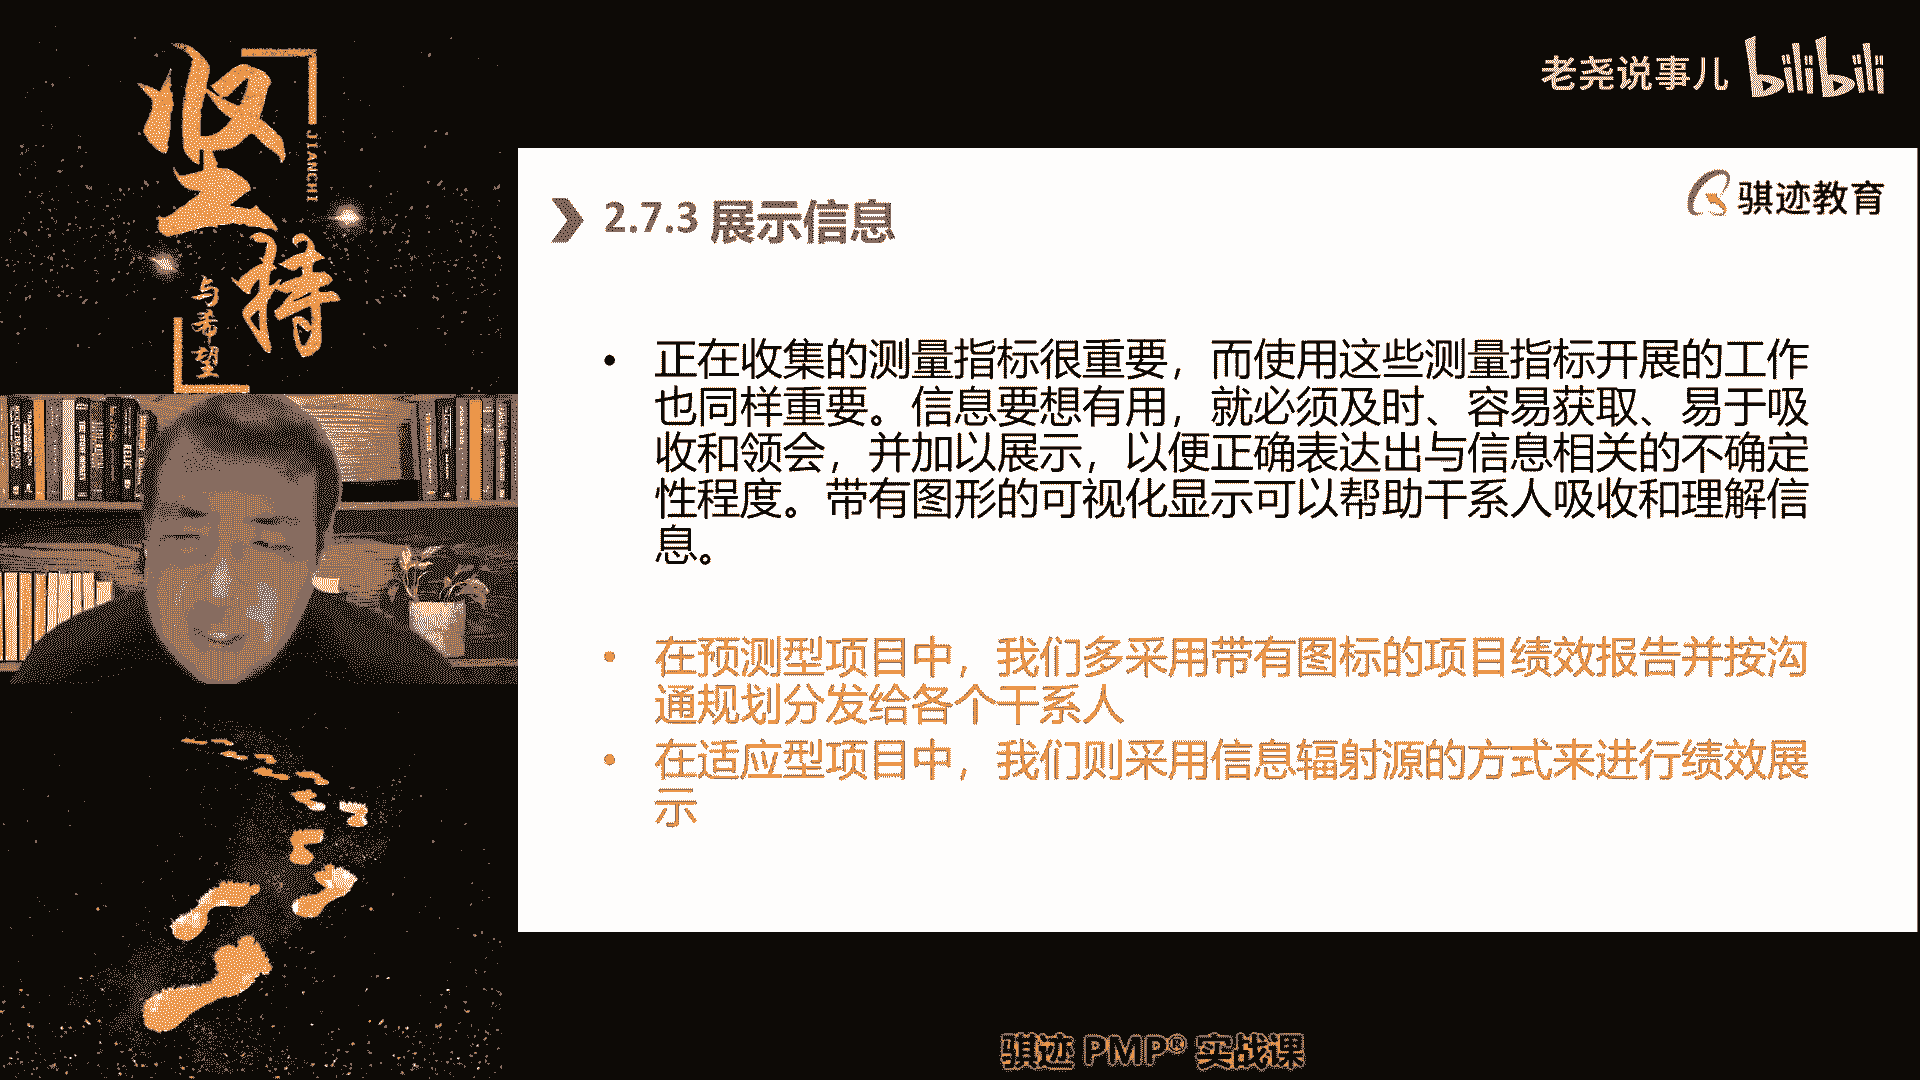 坚持
JIANCHI
与希望
老尧说事儿 bilibili
骐迹教育
2.7.3 展示信息
• 正在收集的测量指标很重要，而使用这些测量指标开展的工作
也同样重要。信息要想有用，就必须及时、容易获取、易于吸
收和领会，并加以展示，以便正确表达出与信息相关的不确定
性程度。带有图形的可视化显示可以帮助干系人吸收和理解信
息。
• 在预测型项目中，我们多采用带有图标的项目绩效报告并按沟
通规划分发给各个干系人
• 在适应型项目中，我们则采用信息辐射源的方式来进行绩效展
示
骐迹 PMP® 实战课